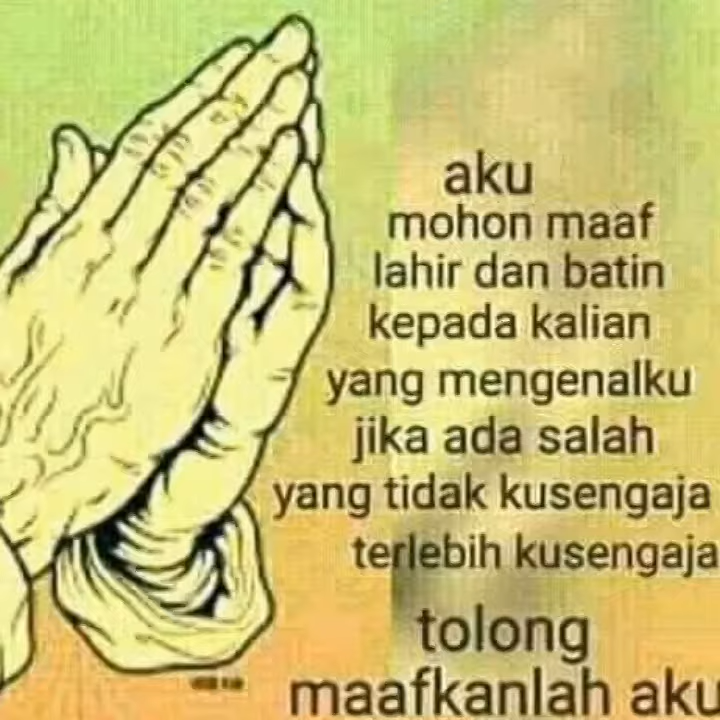 aku
mohon maaf
lahir dan batin
kepada kalian
yang mengenalku
jika ada salah
yang tidak kusengaja
terlebih kusengaja
tolong
maafkanlah aku